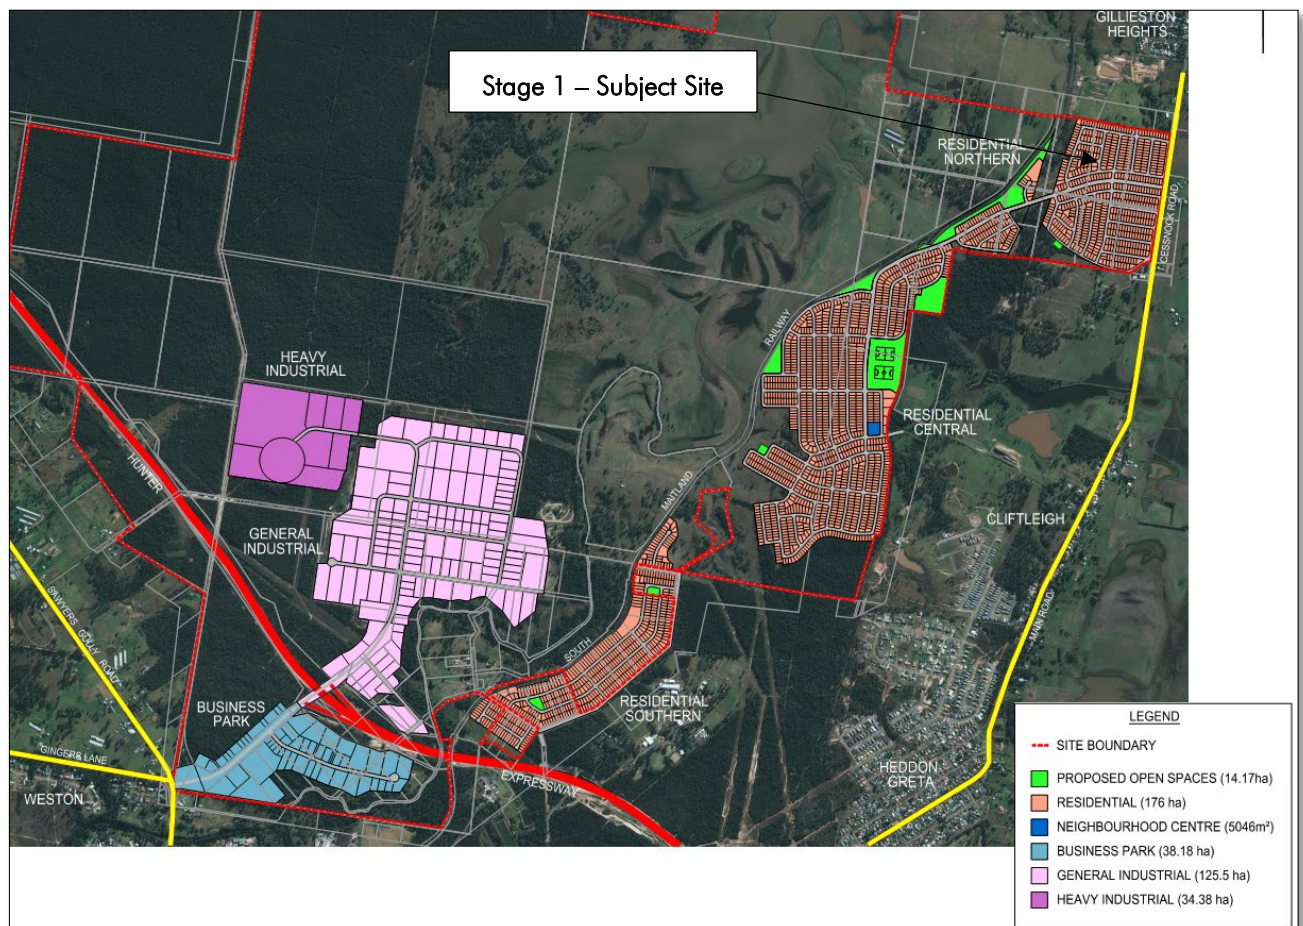 GILLIESTON
HEIGHTS
Stage 1 – Subject Site
RESIDENTIAL
NORTHERN
CESSNOCK ROAD
RAILWAY
HEAVY
INDUSTRIAL
RESIDENTIAL
CENTRAL
HUNTER
MAITLAND
CLIFTLEIGH
GENERAL
INDUSTRIAL
SAWYERS GULLY ROAD
MAIN ROAD
SOUTH
RESIDENTIAL
SOUTHERN
BUSINESS
PARK
GINGERS LANE
EXPRESSWAY
HEDDON
GRETA
WESTON
LEGEND
SITE BOUNDARY
PROPOSED OPEN SPACES (14.17ha)
RESIDENTIAL (176 ha)
NEIGHBOURHOOD CENTRE (5046m²)
BUSINESS PARK (38.18 ha)
GENERAL INDUSTRIAL (125.5 ha)
HEAVY INDUSTRIAL (34.38 ha)